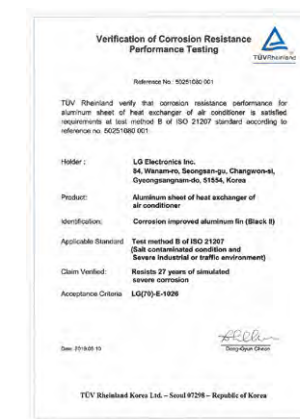 Verification of Corrosion Resistance
Performance Testing
TÜVRheinland
Reference No.: 50251080 001
TÜV Rheinland verify that corrosion resistance performance for
aluminum sheet of heat exchanger of air conditioner is satisfied
requirements at test method B of ISO 21207 standard according to
reference no. 50251080 001
Holder :
LG Electronics Inc.
84, Wanam-ro, Seongsan-gu, Changwon-si,
Gyeongsangnam-do, 51554, Korea
Product:
Aluminum sheet of heat exchanger of
air conditioner
Identification:
Corrosion improved aluminum fin (Black II)
Applicable Standard
Test method B of ISO 21207
(Salt contaminated condition and
Severe industrial or traffic environment)
Claim Verified:
Resists 27 years of simulated
severe corrosion
Acceptance Criteria
LG(70)-E-1026
Dong-Gyun Cheon
TÜV Rheinland Korea Ltd. – Seoul 07298 – Republic of Korea